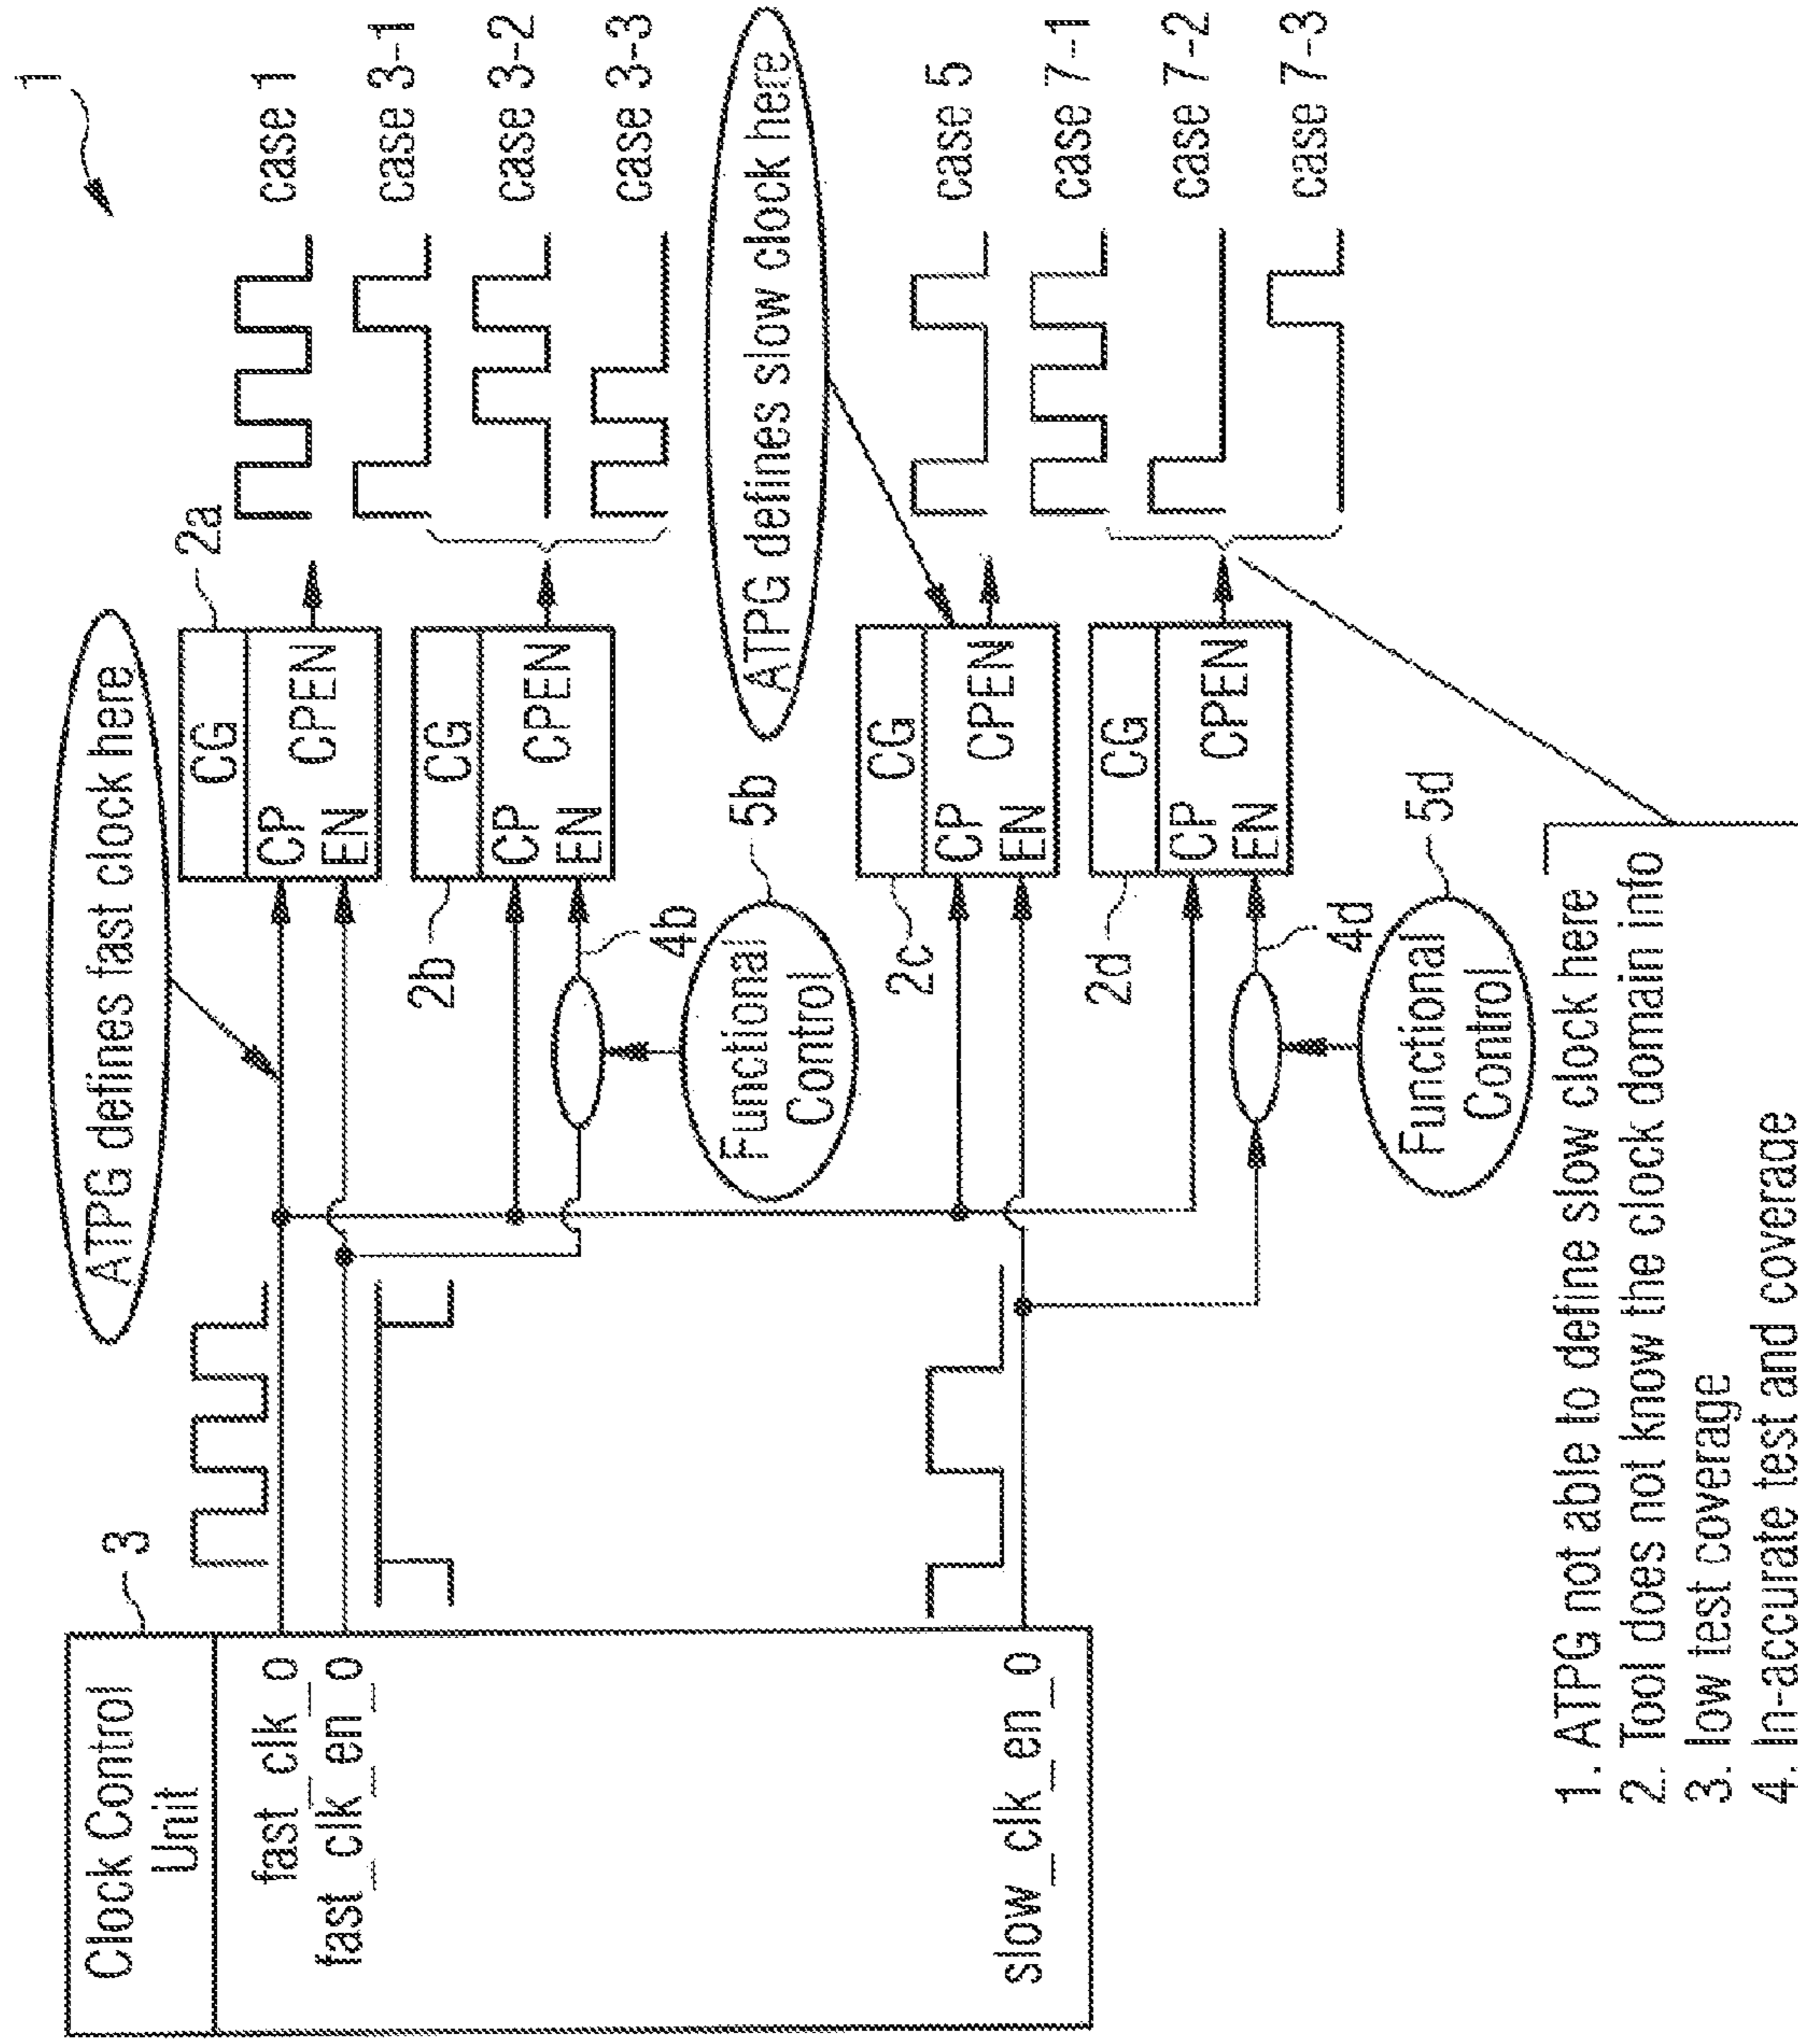 1
ATPG defines fast clock here
Clock Control
Unit
3
fast_clk_o
fast_clk_en_o
slow_clk_en_o
CG
CP
EN
CPEN
2a
case 1
CG
CP
EN
CPEN
2b
4b
Functional
Control
5b
case 3-1
case 3-2
case 3-3
ATPG defines slow clock here
CG
CP
EN
CPEN
2c
case 5
CG
CP
EN
CPEN
2d
4d
Functional
Control
5d
case 7-1
case 7-2
case 7-3
1. ATPG not able to define slow clock here
2. Tool does not know the clock domain info
3. low test coverage
4. In-accurate test and coverage